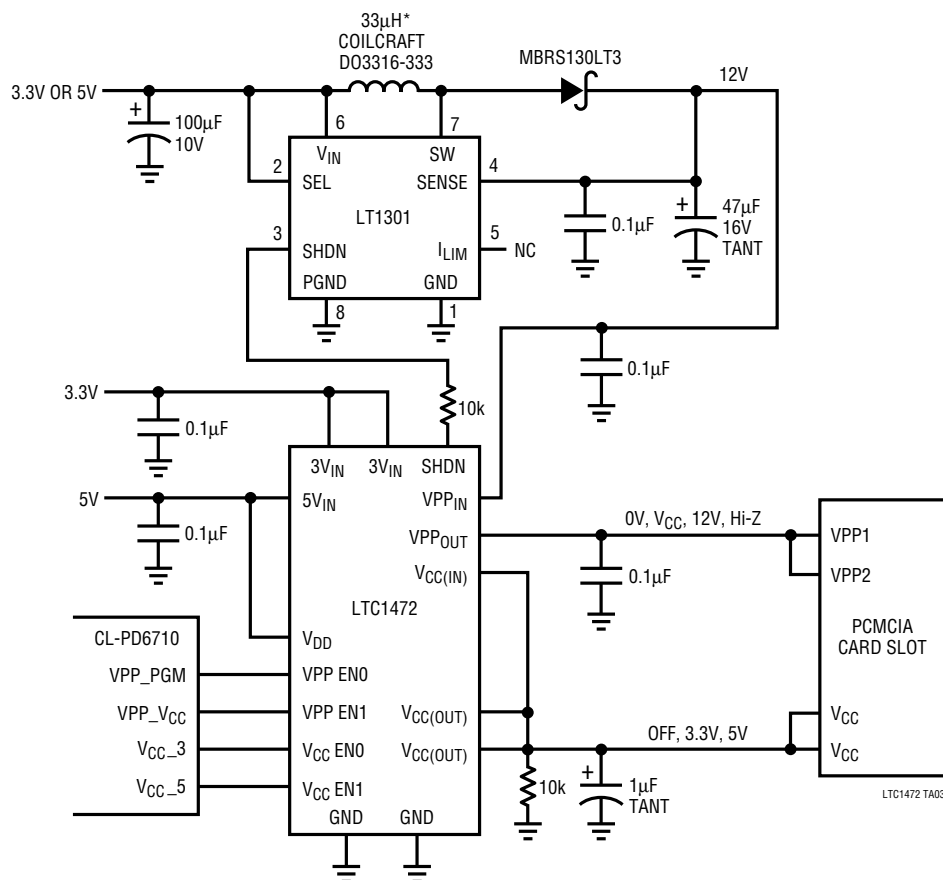 33µH*
COILCRAFT
DO3316-333
MBRS130LT3
12V
3.3V OR 5V
+
100µF
10V
6
7
VIN
SW
2
SEL
SENSE
4
LT1301
0.1µF
+
47µF
16V
TANT
3
SHDN
ILIM
5
NC
PGND
GND
8
1
0.1µF
3.3V
0.1µF
10k
3VIN
3VIN
SHDN
5V
5VIN
VPPIN
0.1µF
VPPOUT
0V, VCC, 12V, Hi-Z
VPP1
VPP2
0.1µF
VCC(IN)
LTC1472
PCMCIA
CARD SLOT
CL-PD6710
VDD
VPP_PGM
VPP EN0
VPP_VCC
VPP EN1
VCC(OUT)
VCC
VCC_3
VCC EN0
VCC(OUT)
OFF, 3.3V, 5V
VCC
VCC_5
VCC EN1
10k
+
1µF
TANT
GND
GND
LTC1472 TA03